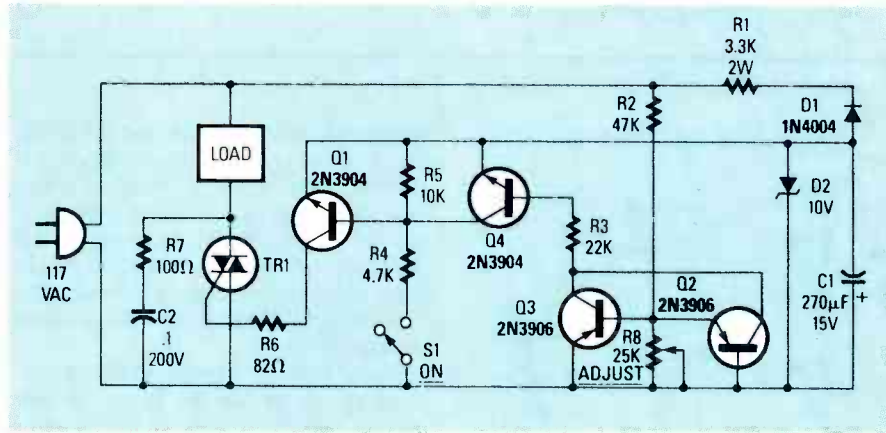 R1
3.3K
2W
R2
47K
D1
1N4004
LOAD
Q1
2N3904
R5
10K
D2
10V
R7
100Ω
TR1
Q4
2N3904
R3
22K
117
VAC
R4
4.7K
Q2
2N3906
C1
270µF
15V
+
C2
.1
200V
R6
82Ω
S1
ON
Q3
2N3906
R8
25K
ADJUST